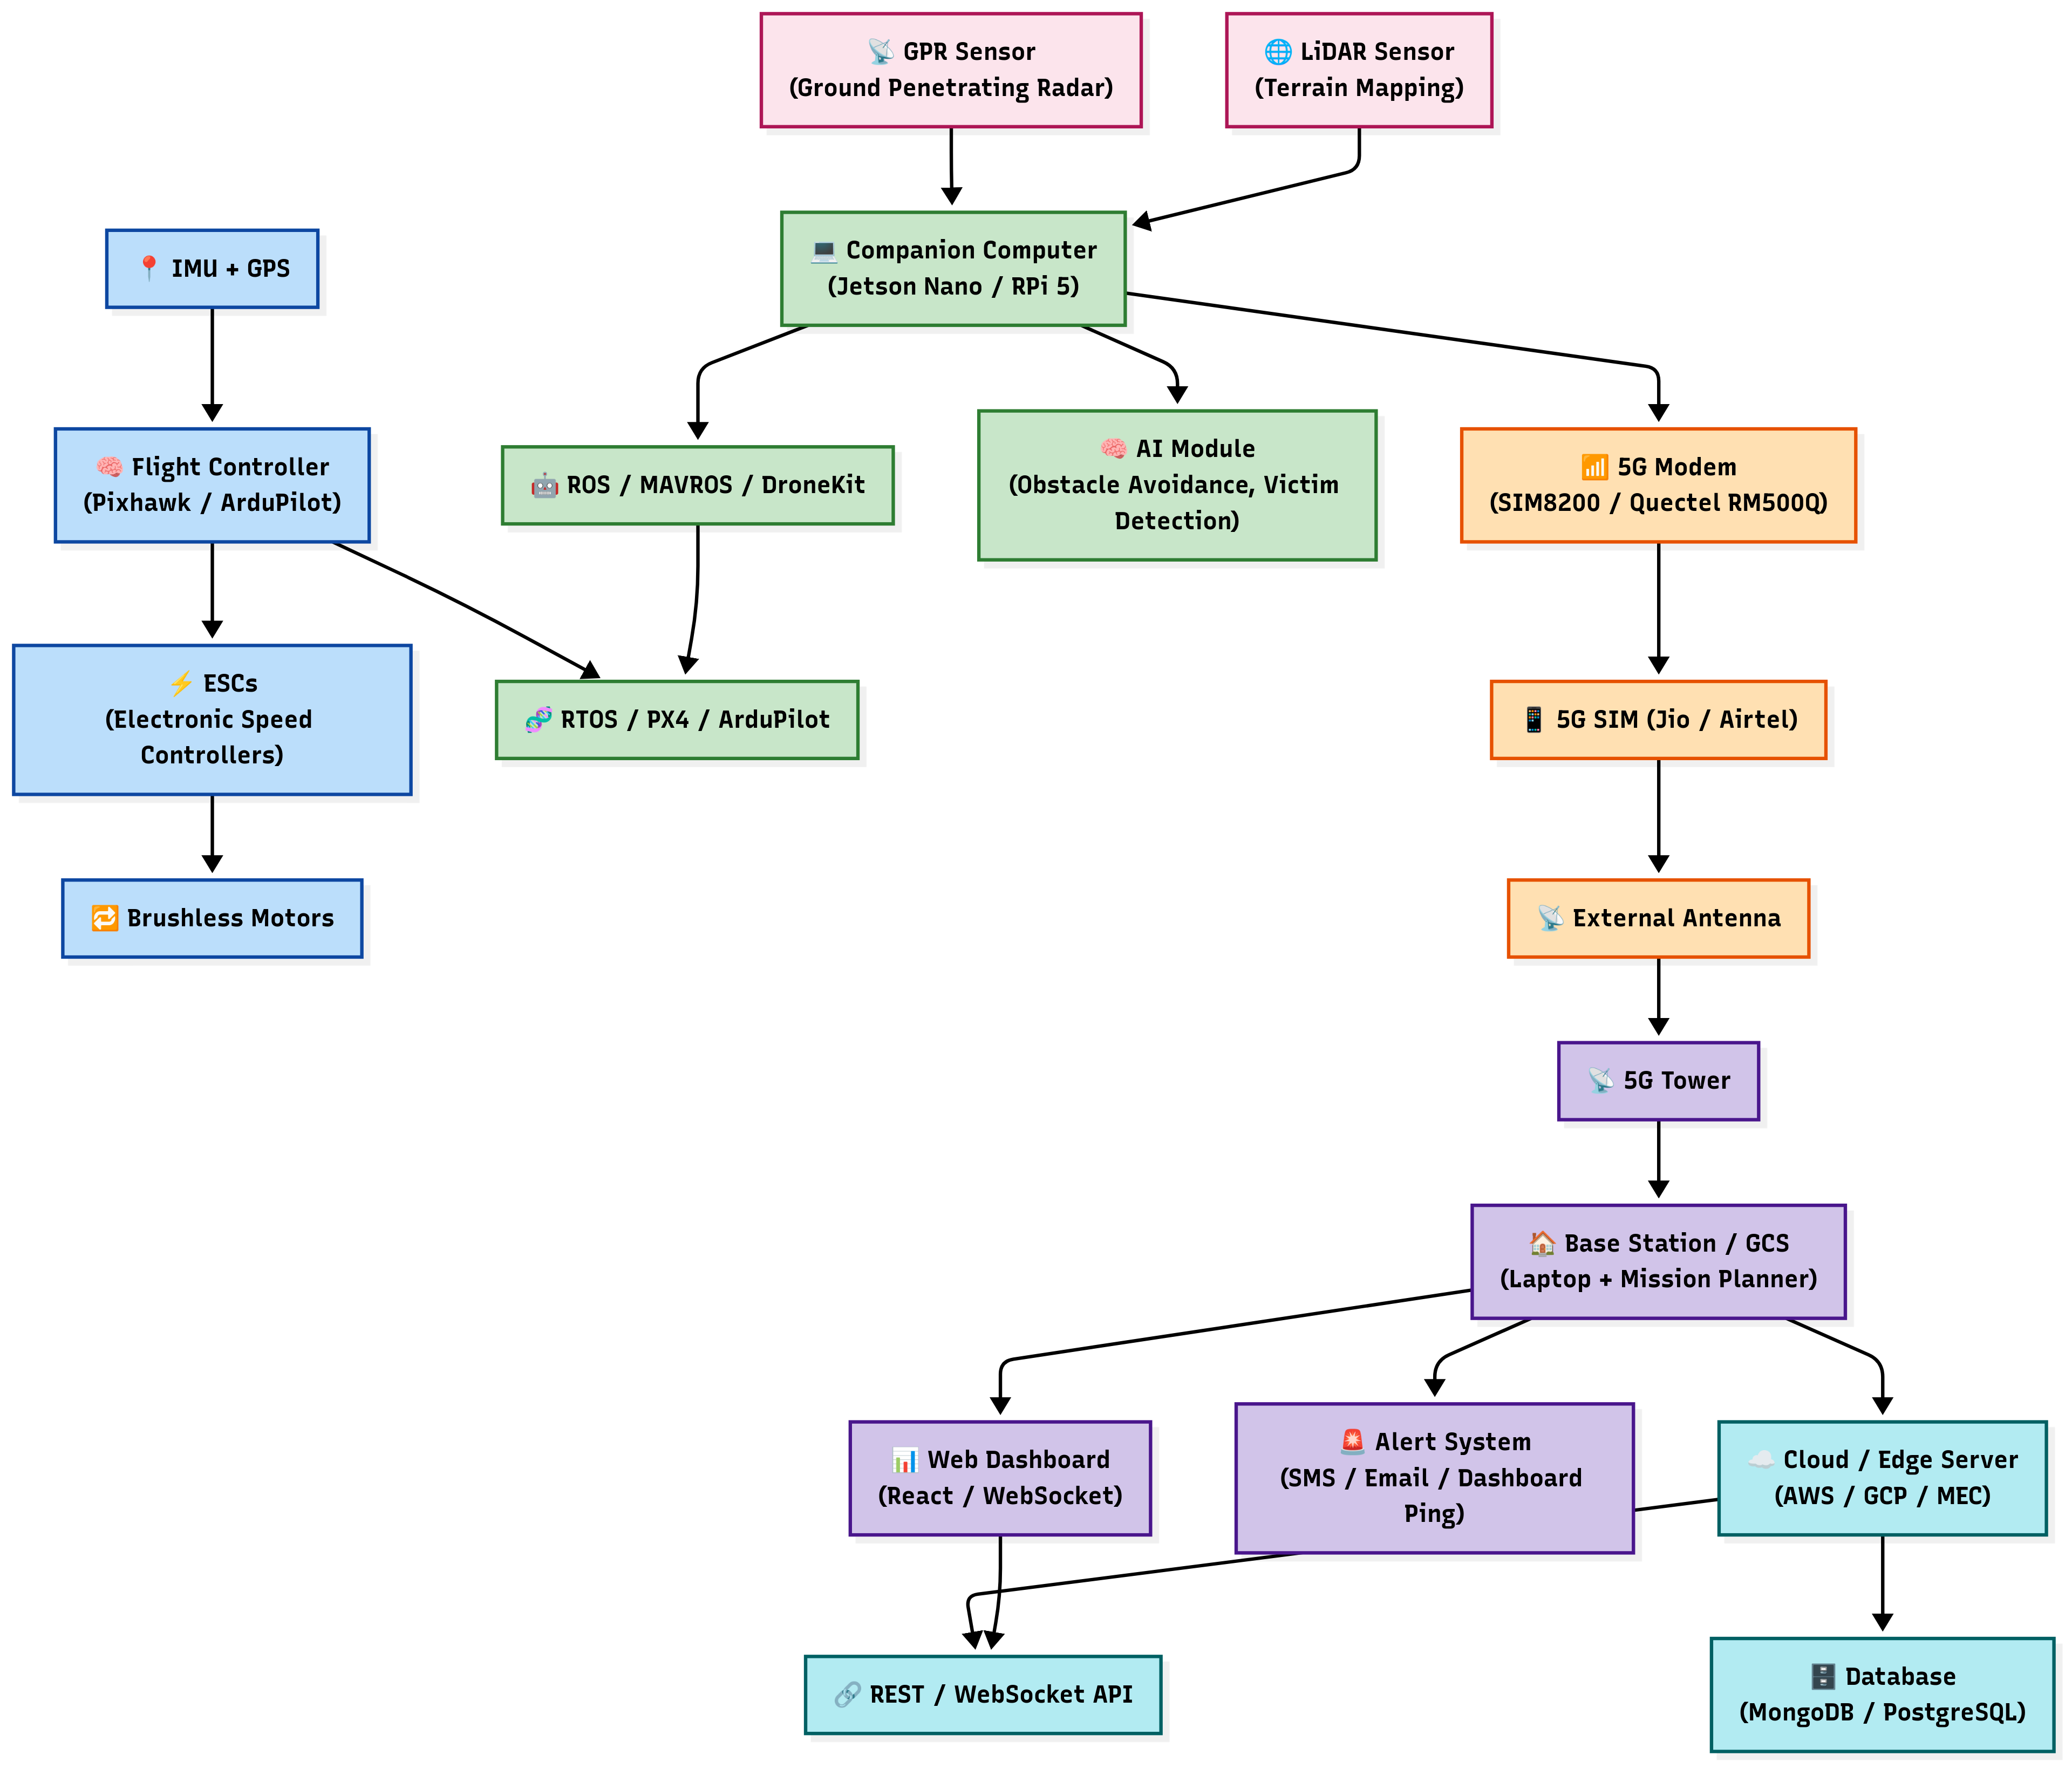 📡 GPR Sensor
(Ground Penetrating Radar)
🌐 LiDAR Sensor
(Terrain Mapping)
📍 IMU + GPS
💻 Companion Computer
(Jetson Nano / RPi 5)
🧠 Flight Controller
(Pixhawk / ArduPilot)
🤖 ROS / MAVROS / DroneKit
🧠 AI Module
(Obstacle Avoidance, Victim
Detection)
📶 5G Modem
(SIM8200 / Quectel RM500Q)
⚡ ESCs
(Electronic Speed
Controllers)
🧬 RTOS / PX4 / ArduPilot
📱 5G SIM (Jio / Airtel)
🔁 Brushless Motors
📡 External Antenna
📡 5G Tower
🏠 Base Station / GCS
(Laptop + Mission Planner)
📊 Web Dashboard
(React / WebSocket)
🚨 Alert System
(SMS / Email / Dashboard
Ping)
☁️ Cloud / Edge Server
(AWS / GCP / MEC)
🔗 REST / WebSocket API
🗄️ Database
(MongoDB / PostgreSQL)